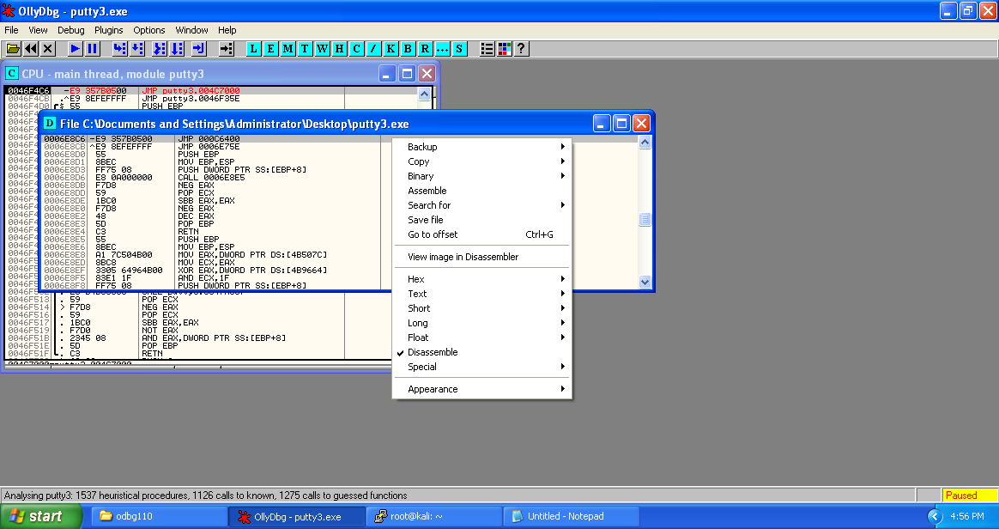 OllyDbg - putty3.exe
File View Debug Plugins Options Window Help
L E M T W H C / K B R ... S ?
C CPU - main thread, module putty3
0046F4C6 -E9 357B0500 JMP putty3.004C7000
0046F4CB .^E9 8EFEFFFF JMP putty3.0046F35E
0046F4D0 $ 55 PUSH EBP
D File C:\Documents and Settings\Administrator\Desktop\putty3.exe
0006E8C6 -E9 357B0500 JMP 000C6400
0006E8CB ^E9 8EFEFFFF JMP 0006E75E
0006E8D0 55 PUSH EBP
0006E8D1 8BEC MOV EBP,ESP
0006E8D3 FF75 08 PUSH DWORD PTR SS:[EBP+8]
0006E8D6 E8 0A000000 CALL 0006E8E5
0006E8DB F7D8 NEG EAX
0006E8DD 59 POP ECX
0006E8DE 1BC0 SBB EAX,EAX
0006E8E0 F7D8 NEG EAX
0006E8E2 48 DEC EAX
0006E8E3 5D POP EBP
0006E8E4 C3 RETN
0006E8E5 55 PUSH EBP
0006E8E6 8BEC MOV EBP,ESP
0006E8E8 A1 7C504B00 MOV EAX,DWORD PTR DS:[4B507C]
0006E8ED 8BC8 MOV ECX,EAX
0006E8EF 3305 64964B00 XOR EAX,DWORD PTR DS:[4B9664]
0006E8F5 83E1 1F AND ECX,1F
0006E8F8 FF75 08 PUSH DWORD PTR SS:[EBP+8]
Backup
Copy
Binary
Assemble
Search for
Save file
Go to offset Ctrl+G
View image in Disassembler
Hex
Text
Short
Long
Float
Disassemble
Special
Appearance
0046F513 . 59 POP ECX
0046F514 > F7D8 NEG EAX
0046F516 . 59 POP ECX
0046F517 . 1BC0 SBB EAX,EAX
0046F519 . F7D0 NOT EAX
0046F51B . 2345 08 AND EAX,DWORD PTR SS:[EBP+8]
0046F51E . 5D POP EBP
0046F51F . C3 RETN
004C7000=putty3.004C7000
Analysing putty3: 1537 heuristical procedures, 1126 calls to known, 1275 calls to guessed functions
Paused
start
odbg110
OllyDbg - putty3.exe
root@kali: ~
Untitled - Notepad
4:56 PM